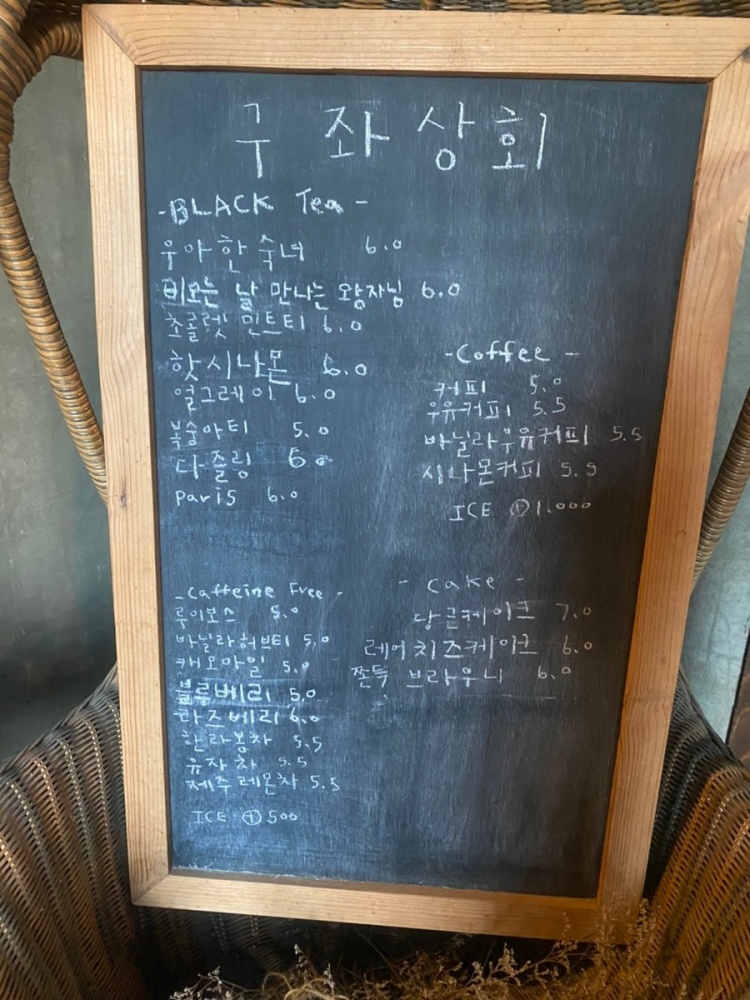 구좌상회
-BLACK Tea-
우아한 숙녀 6.0
비오는 날 만나는 왕자님 6.0
초콜렛 민트티 6.0
핫시나몬 6.0
얼그레이 6.0
복숭아티 5.0
다즐링 6.0
Paris 6.0
-Coffee-
커피 5.0
우유커피 5.5
바닐라우유커피 5.5
시나몬커피 5.5
ICE ⊕1.000
-Caffeine Free-
루이보스 5.0
바닐라허브티 5.0
캐모마일 5.0
블루베리 5.0
라즈베리 6.0
한라봉차 5.5
유자차 5.5
제주레몬차 5.5
ICE ⊕500
- Cake -
당근케이크 7.0
레어치즈케이크 6.0
쫀득 브라우니 6.0